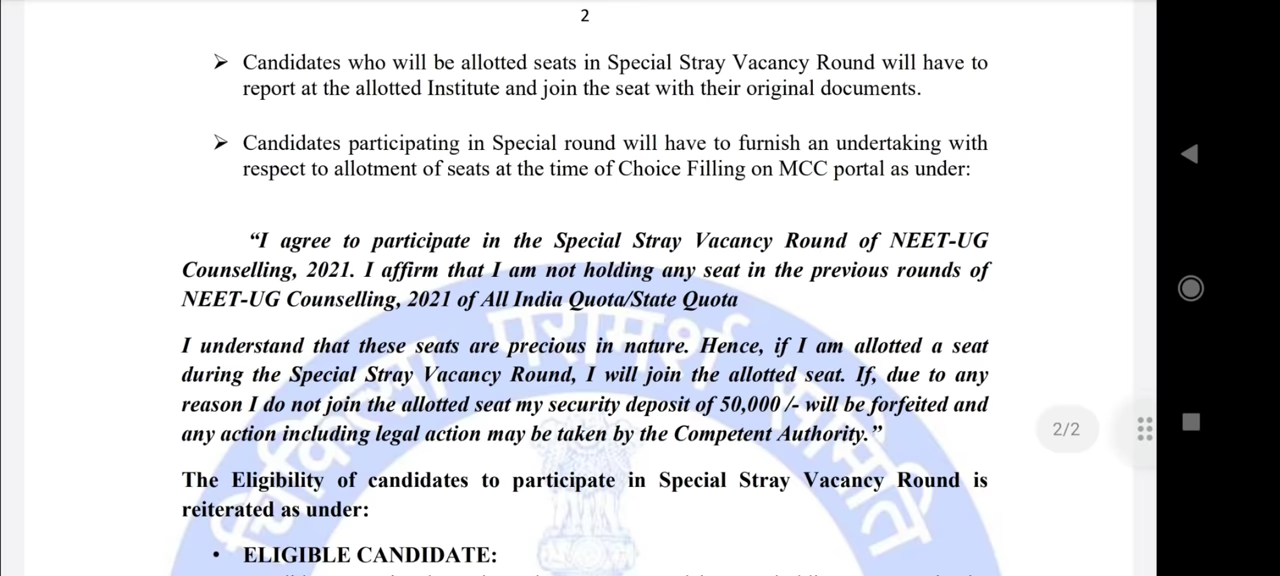 2
➢ Candidates who will be allotted seats in Special Stray Vacancy Round will have to
report at the allotted Institute and join the seat with their original documents.
➢ Candidates participating in Special round will have to furnish an undertaking with
respect to allotment of seats at the time of Choice Filling on MCC portal as under:
“I agree to participate in the Special Stray Vacancy Round of NEET-UG
Counselling, 2021. I affirm that I am not holding any seat in the previous rounds of
NEET-UG Counselling, 2021 of All India Quota/State Quota
I understand that these seats are precious in nature. Hence, if I am allotted a seat
during the Special Stray Vacancy Round, I will join the allotted seat. If, due to any
reason I do not join the allotted seat my security deposit of 50,000 /- will be forfeited and
any action including legal action may be taken by the Competent Authority.”
2/2
The Eligibility of candidates to participate in Special Stray Vacancy Round is
reiterated as under:
• ELIGIBLE CANDIDATE:
चिकित्सा परामर्श समिति